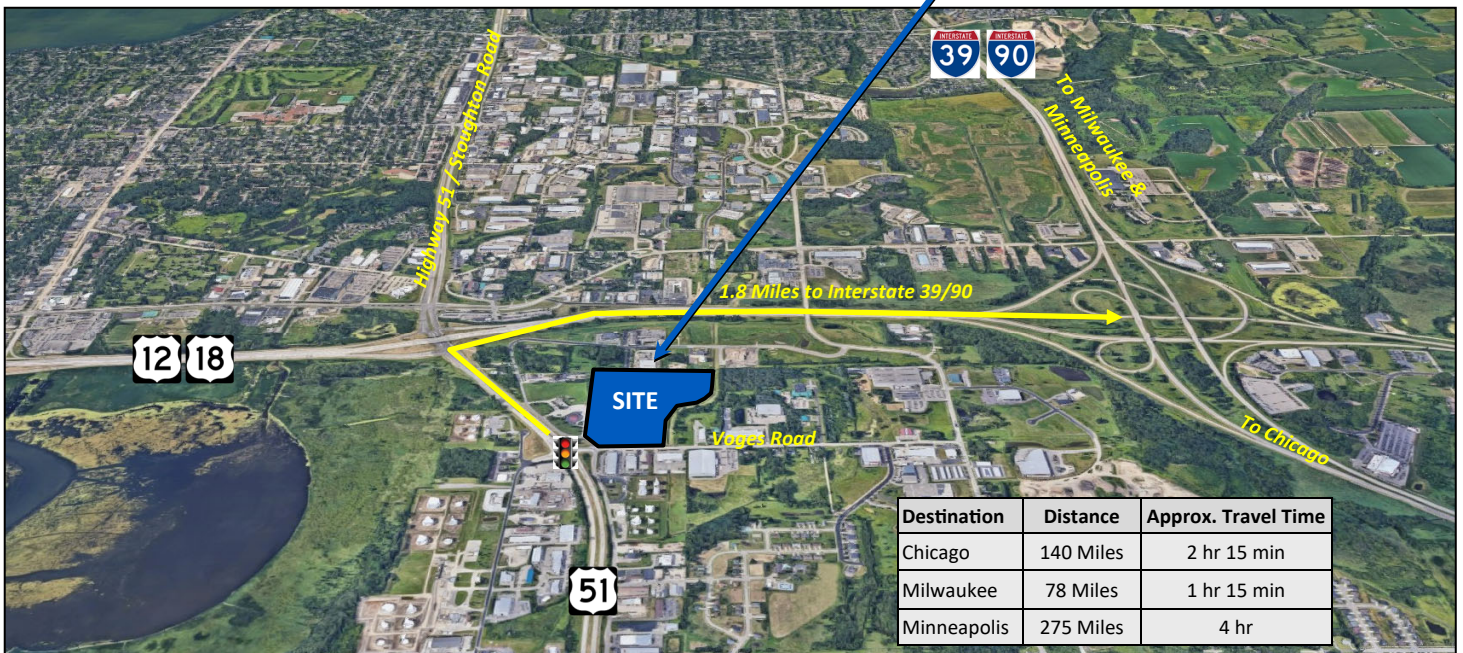 INTERSTATE
39
INTERSTATE
90
To Milwaukee &
Minneapolis
Highway 51 / Stoughton Road
1.8 Miles to Interstate 39/90
12
18
SITE
Voges Road
To Chicago
51
Destination Distance Approx. Travel Time
Chicago 140 Miles 2 hr 15 min
Milwaukee 78 Miles 1 hr 15 min
Minneapolis 275 Miles 4 hr